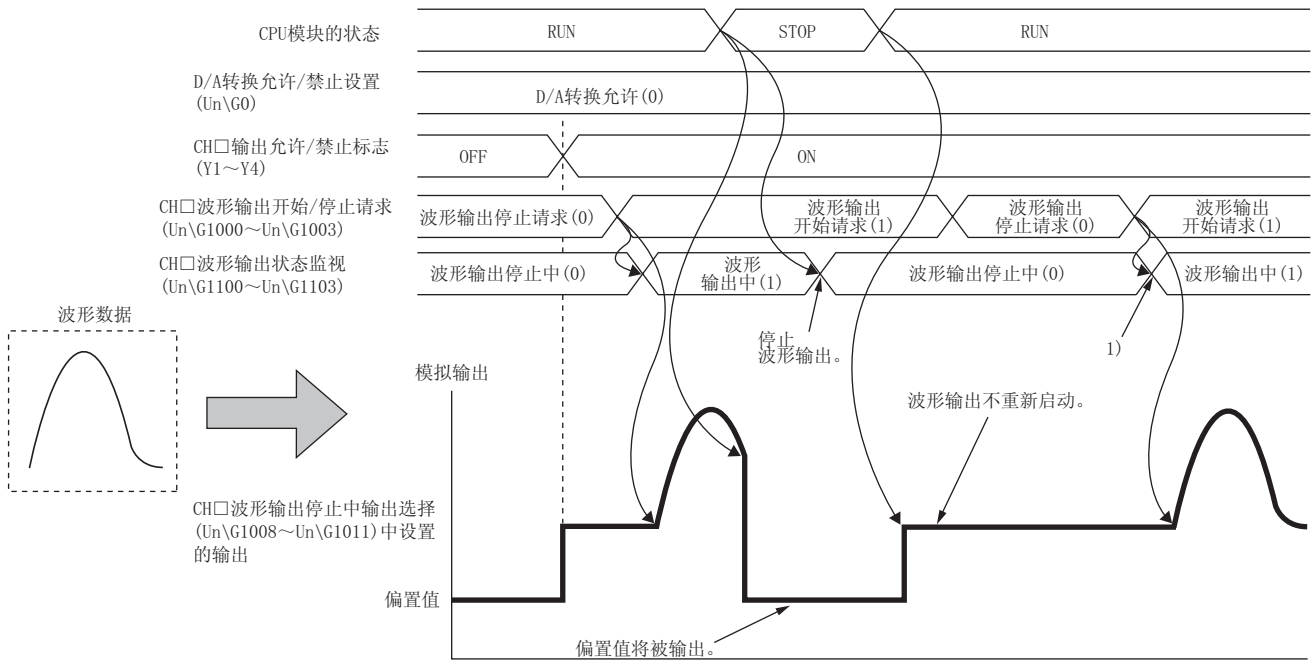 CPU模块的状态
RUN
STOP
RUN
D/A转换允许/禁止设置
(Un\G0)
D/A转换允许(0)
CH□输出允许/禁止标志
(Y1～Y4)
OFF
ON
CH□波形输出开始/停止请求
(Un\G1000～Un\G1003)
波形输出停止请求(0)
波形输出
开始请求(1)
波形输出
停止请求(0)
波形输出
开始请求(1)
CH□波形输出状态监视
(Un\G1100～Un\G1103)
波形输出停止中(0)
波形
输出中(1)
波形输出停止中(0)
波形输出中(1)
波形数据
停止
波形输出。
1)
模拟输出
波形输出不重新启动。
CH□波形输出停止中输出选择
(Un\G1008～Un\G1011)中设置
的输出
偏置值
偏置值将被输出。